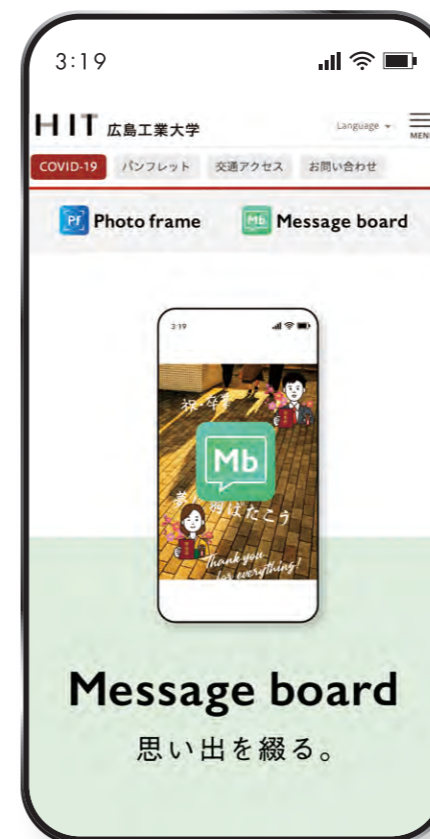 3:19
HIT 広島工業大学
Language
MENU
COVID-19 パンフレット 交通アクセス お問い合わせ
Pf Photo frame Mb Message board
3:19
祝・卒業
Mb
羽ばたこう
Thank you
for everything!
Message board
思い出を綴る。